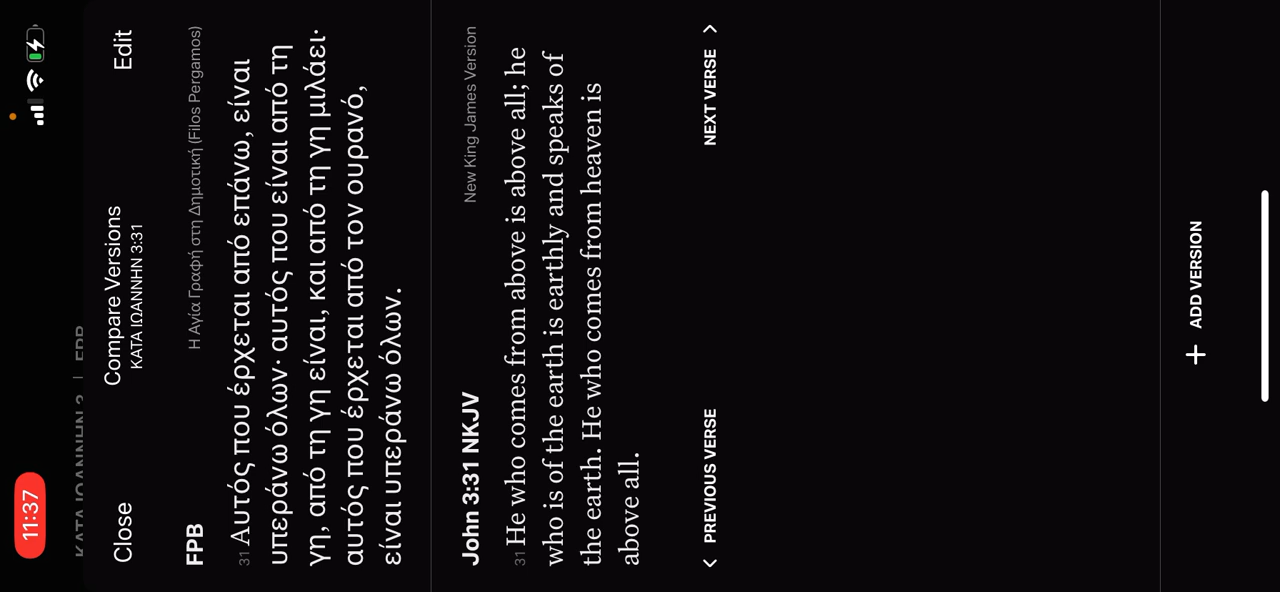 11:37
ΚΑΤΑ ΙΩΑΝΝΗΝ 3 | FPB
Close
Compare Versions
ΚΑΤΑ ΙΩΑΝΝΗΝ 3:31
Edit
FPB
Η Αγία Γραφή στη Δημοτική (Filos Pergamos)
31 Αυτός που έρχεται από επάνω, είναι
υπεράνω όλων· αυτός που είναι από τη
γη, από τη γη είναι, και από τη γη μιλάει·
αυτός που έρχεται από τον ουρανό,
είναι υπεράνω όλων.
John 3:31 NKJV
New King James Version
31 He who comes from above is above all; he
who is of the earth is earthly and speaks of
the earth. He who comes from heaven is
above all.
PREVIOUS VERSE
NEXT VERSE
ADD VERSION